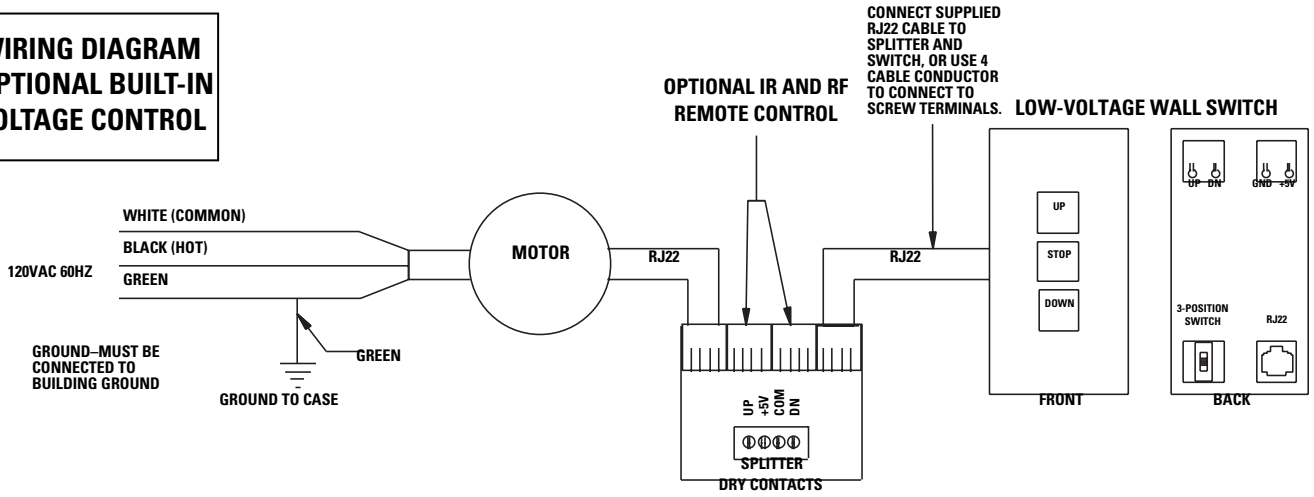 WIRING DIAGRAM
OPTIONAL BUILT-IN
VOLTAGE CONTROL
120VAC 60HZ
WHITE (COMMON)
BLACK (HOT)
GREEN
GROUND–MUST BE
CONNECTED TO
BUILDING GROUND
GREEN
GROUND TO CASE
MOTOR
RJ22
OPTIONAL IR AND RF
REMOTE CONTROL
CONNECT SUPPLIED
RJ22 CABLE TO
SPLITTER AND
SWITCH, OR USE 4
CABLE CONDUCTOR
TO CONNECT TO
SCREW TERMINALS.
RJ22
UP
+5V
COM
DN
SPLITTER
DRY CONTACTS
LOW-VOLTAGE WALL SWITCH
UP
STOP
DOWN
FRONT
UP DN
GND +5V
3-POSITION
SWITCH
RJ22
BACK